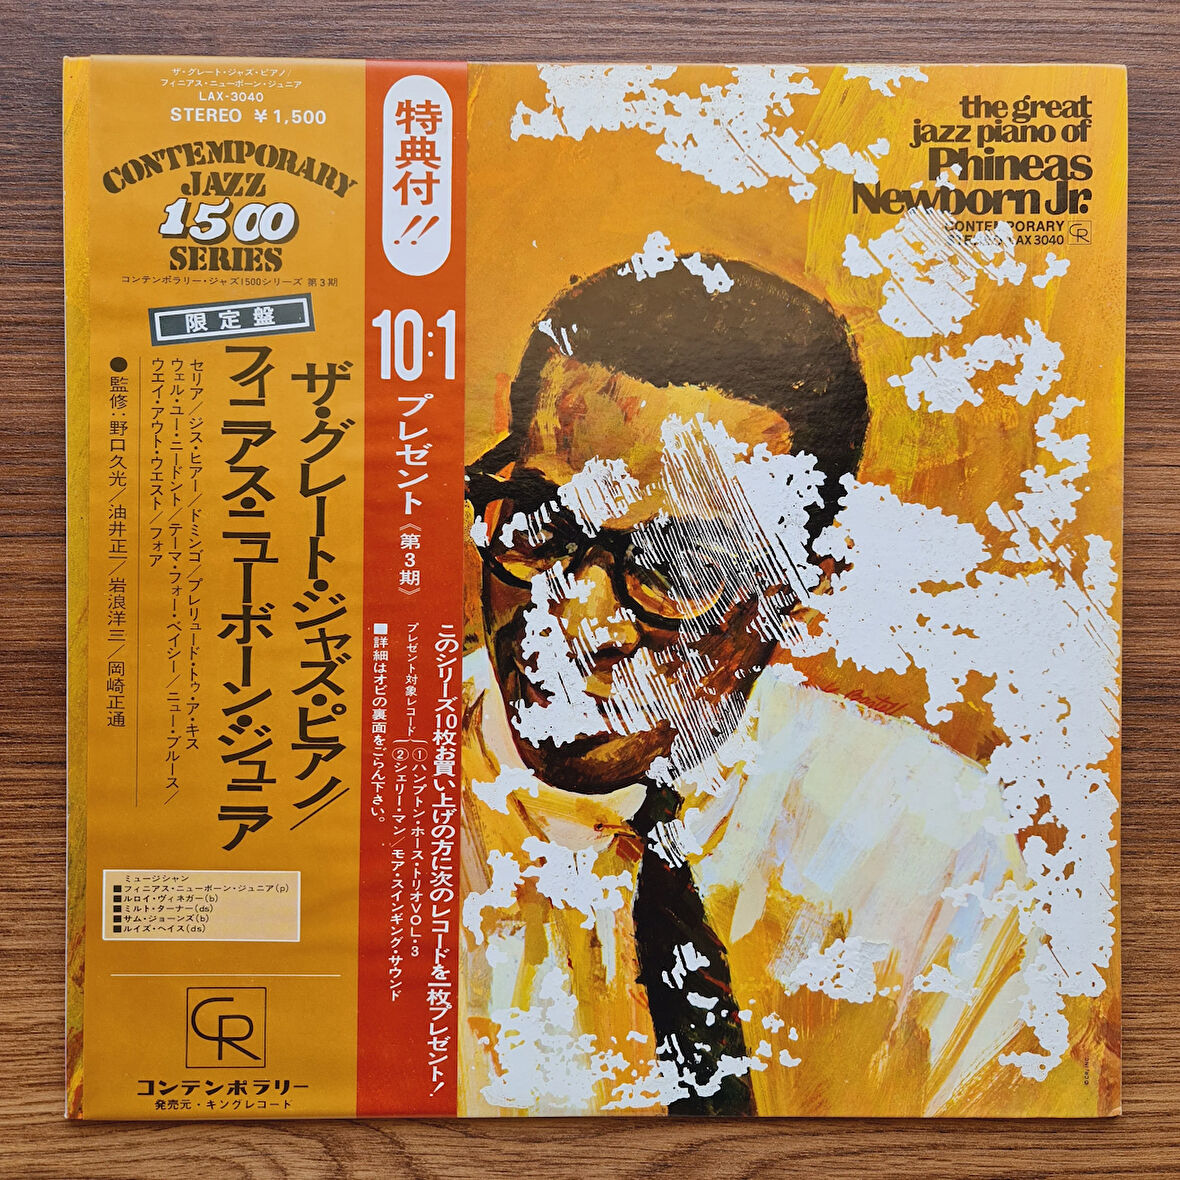 ザ・グレート・ジャズ・ピアノ/
フィニアス・ニューボーン・ジュニア
LAX-3040
STEREO ¥1,500
CONTEMPORARY
JAZZ
1500
SERIES
コンテンポラリー・ジャズ1500シリーズ 第3期
限定盤
ザ・グレート・ジャズ・ピアノ/
フィニアス・ニューボーン・ジュニア
セリア/ジス・ヒアー/ドミンゴ/プレリュード・トゥ・ア・キス
ウェル・ユー・ニードント/テーマ・フォー・ベイシー/ニュー・ブルース/
ウエイ・アウト・ウエスト/フォア
●監修:野口久光/油井正一/岩浪洋三/岡崎正通
ミュージシャン
■フィニアス・ニューボーン・ジュニア(p)
■ルロイ・ヴィネガー(b)
■ミルト・ターナー(ds)
■サム・ジョーンズ(b)
■ルイズ・ヘイス(ds)
CR
コンテンポラリー
発売元・キングレコード
特典付!!
10:1
プレゼント
《第3期》
このシリーズ10枚お買い上げの方に次のレコードを一枚プレゼント!
プレゼント対象レコード
①ハンプトン・ホース・トリオVOL・3
②シェリー・マン/モア・スインギング・サウンド
■詳細はオビの裏面をごらん下さい。
the great
jazz piano of
Phineas
Newborn Jr.
CONTEMPORARY
STEREO LAX 3040
CR